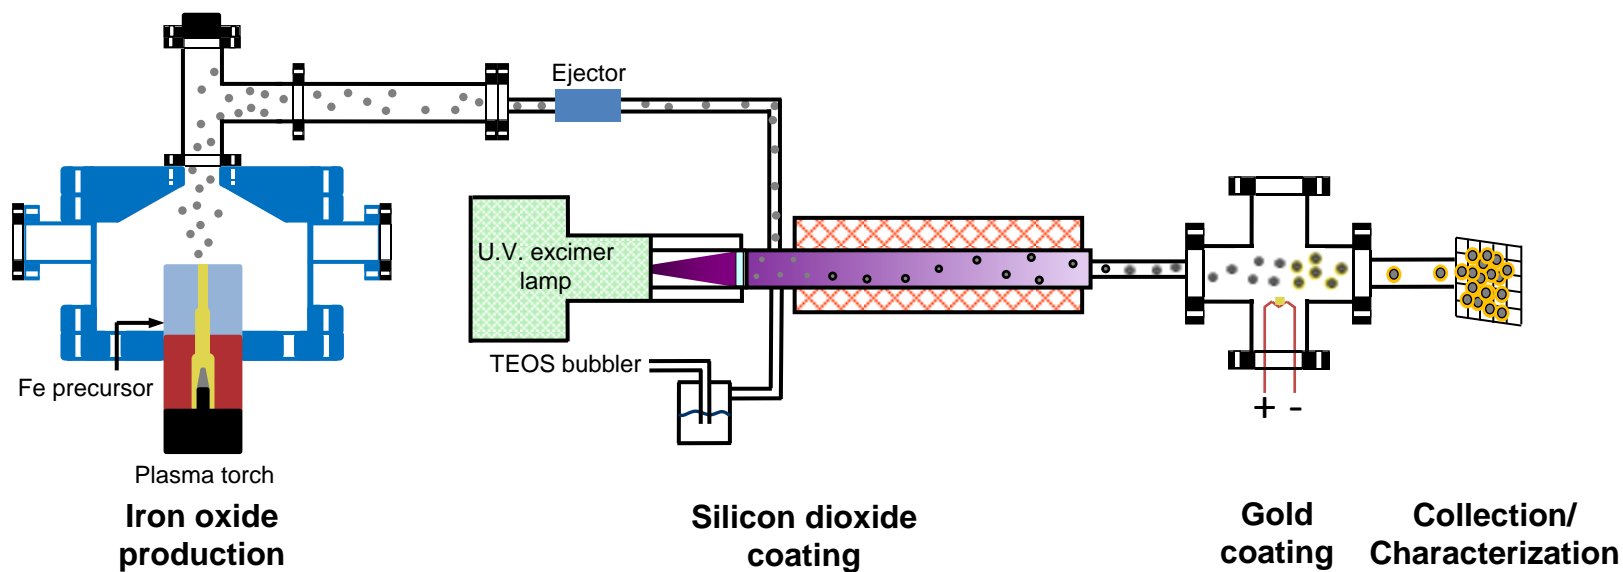 Ejector
U.V. excimer
lamp
TEOS bubbler
Fe precursor
+ -
Plasma torch
Iron oxide
production
Silicon dioxide
coating
Gold
coating
Collection/
Characterization